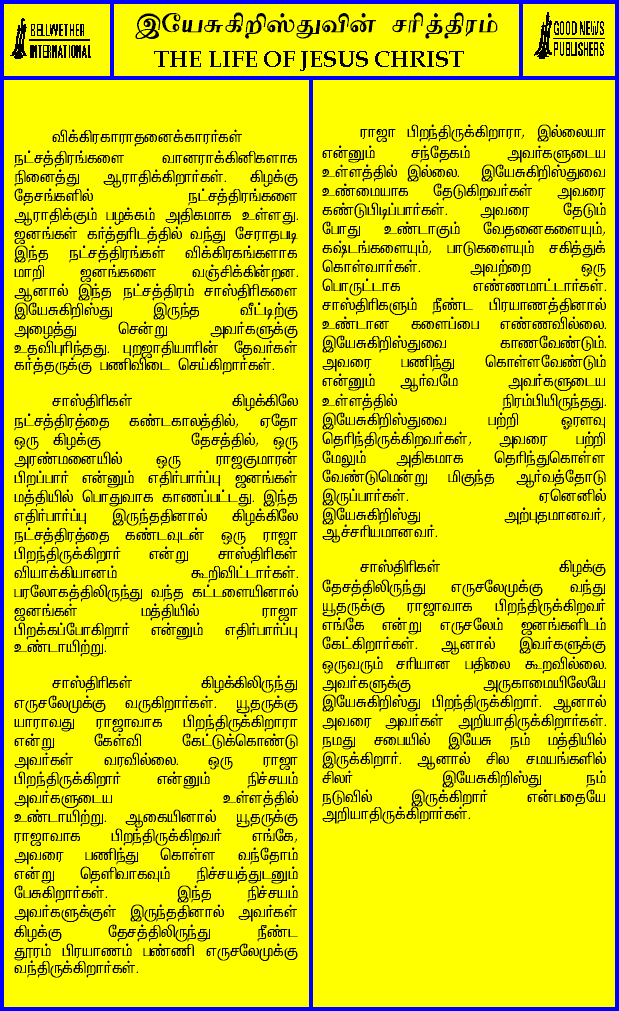 BELLWETHER
INTERNATIONAL
இயேசுகிறிஸ்துவின் சரித்திரம்
THE LIFE OF JESUS CHRIST
GOOD NEWS
PUBLISHERS
விக்கிரகாராதனைக்காரர்கள்
நட்சத்திரங்களை வானராக்கினிகளாக
நினைத்து ஆராதிக்கிறார்கள். கிழக்கு
தேசங்களில் நட்சத்திரங்களை
ஆராதிக்கும் பழக்கம் அதிகமாக உள்ளது.
ஜனங்கள் கர்த்தரிடத்தில் வந்து சேராதபடி
இந்த நட்சத்திரங்கள் விக்கிரகங்களாக
மாறி ஜனங்களை வஞ்சிக்கின்றன.
ஆனால் இந்த நட்சத்திரம் சாஸ்திரிகளை
இயேசுகிறிஸ்து இருந்த வீட்டிற்கு
அழைத்து சென்று அவர்களுக்கு
உதவிபுரிந்தது. புறஜாதியாரின் தேவர்கள்
கர்த்தருக்கு பணிவிடை செய்கிறார்கள்.
சாஸ்திரிகள் கிழக்கிலே
நட்சத்திரத்தை கண்டகாலத்தில், ஏதோ
ஒரு கிழக்கு தேசத்தில், ஒரு
அரண்மனையில் ஒரு ராஜகுமாரன்
பிறப்பார் என்னும் எதிர்பார்ப்பு ஜனங்கள்
மத்தியில் பொதுவாக காணப்பட்டது. இந்த
எதிர்பார்ப்பு இருந்ததினால் கிழக்கிலே
நட்சத்திரத்தை கண்டவுடன் ஒரு ராஜா
பிறந்திருக்கிறார் என்று சாஸ்திரிகள்
வியாக்கியானம் கூறிவிட்டார்கள்.
பரலோகத்திலிருந்து வந்த கட்டளையினால்
ஜனங்கள் மத்தியில் ராஜா
பிறக்கப்போகிறார் என்னும் எதிர்பார்ப்பு
உண்டாயிற்று.
சாஸ்திரிகள் கிழக்கிலிருந்து
எருசலேமுக்கு வருகிறார்கள். யூதருக்கு
யாராவது ராஜாவாக பிறந்திருக்கிறாரா
என்று கேள்வி கேட்டுக்கொண்டு
அவர்கள் வரவில்லை. ஒரு ராஜா
பிறந்திருக்கிறார் என்னும் நிச்சயம்
அவர்களுடைய உள்ளத்தில்
உண்டாயிற்று. ஆகையினால் யூதருக்கு
ராஜாவாக பிறந்திருக்கிறவர் எங்கே,
அவரை பணிந்து கொள்ள வந்தோம்
என்று தெளிவாகவும் நிச்சயத்துடனும்
பேசுகிறார்கள். இந்த நிச்சயம்
அவர்களுக்குள் இருந்ததினால் அவர்கள்
கிழக்கு தேசத்திலிருந்து நீண்ட
தூரம் பிரயாணம் பண்ணி எருசலேமுக்கு
வந்திருக்கிறார்கள்.
ராஜா பிறந்திருக்கிறாரா, இல்லையா
என்னும் சந்தேகம் அவர்களுடைய
உள்ளத்தில் இல்லை. இயேசுகிறிஸ்துவை
உண்மையாக தேடுகிறவர்கள் அவரை
கண்டுபிடிப்பார்கள். அவரை தேடும்
போது உண்டாகும் வேதனைகளையும்,
கஷ்டங்களையும், பாடுகளையும் சகித்துக்
கொள்வார்கள். அவற்றை ஒரு
பொருட்டாக எண்ணமாட்டார்கள்.
சாஸ்திரிகளும் நீண்ட பிரயாணத்தினால்
உண்டான களைப்பை எண்ணவில்லை.
இயேசுகிறிஸ்துவை காணவேண்டும்.
அவரை பணிந்து கொள்ளவேண்டும்
என்னும் ஆர்வமே அவர்களுடைய
உள்ளத்தில் நிரம்பியிருந்தது.
இயேசுகிறிஸ்துவை பற்றி ஓரளவு
தெரிந்திருக்கிறவர்கள், அவரை பற்றி
மேலும் அதிகமாக தெரிந்துகொள்ள
வேண்டுமென்று மிகுந்த ஆர்வத்தோடு
இருப்பார்கள். ஏனெனில்
இயேசுகிறிஸ்து அற்புதமானவர்,
ஆச்சரியமானவர்.
சாஸ்திரிகள் கிழக்கு
தேசத்திலிருந்து எருசலேமுக்கு வந்து
யூதருக்கு ராஜாவாக பிறந்திருக்கிறவர்
எங்கே என்று எருசலேம் ஜனங்களிடம்
கேட்கிறார்கள். ஆனால் இவர்களுக்கு
ஒருவரும் சரியான பதிலை கூறவில்லை.
அவர்களுக்கு அருகாமையிலேயே
இயேசுகிறிஸ்து பிறந்திருக்கிறார். ஆனால்
அவரை அவர்கள் அறியாதிருக்கிறார்கள்.
நமது சபையில் இயேசு நம் மத்தியில்
இருக்கிறார். ஆனால் சில சமயங்களில்
சிலர் இயேசுகிறிஸ்து நம்
நடுவில் இருக்கிறார் என்பதையே
அறியாதிருக்கிறார்கள்.